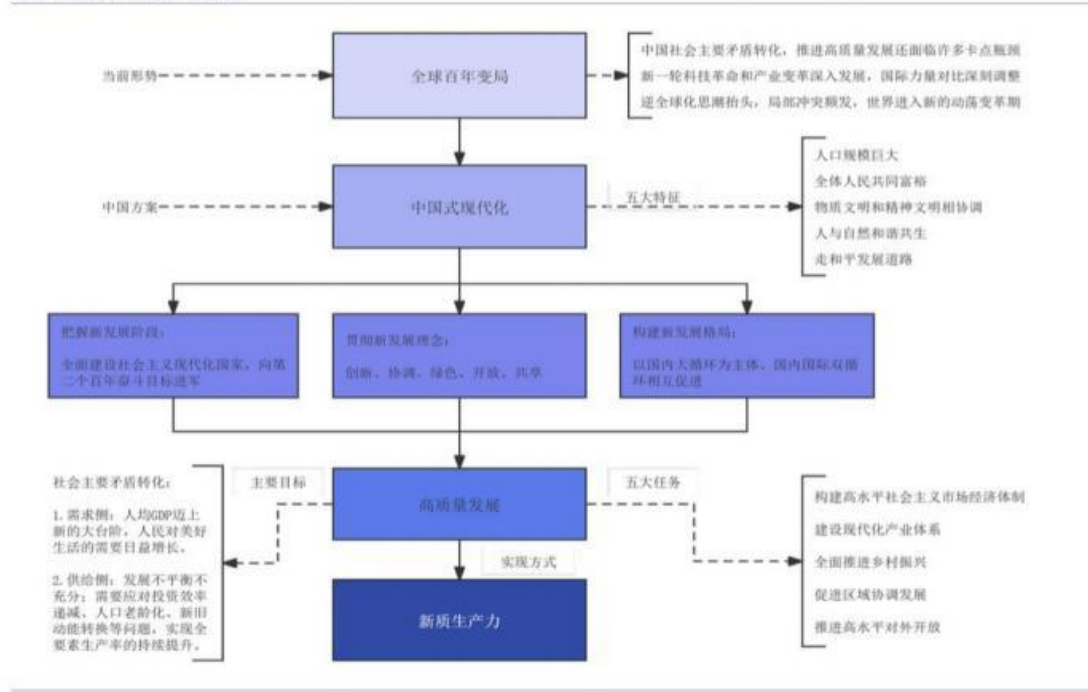 当前形势
全球百年变局
中国社会主要矛盾转化，推进高质量发展还面临许多卡点瓶颈
新一轮科技革命和产业变革深入发展，国际力量对比深刻调整
逆全球化思潮抬头，局部冲突频发，世界进入新的动荡变革期
中国方案
中国式现代化
五大特征
人口规模巨大
全体人民共同富裕
物质文明和精神文明相协调
人与自然和谐共生
走和平发展道路
把握新发展阶段：
全面建设社会主义现代化国家，向第
二个百年奋斗目标进军
贯彻新发展理念：
创新、协调、绿色、开放、共享
构建新发展格局：
以国内大循环为主体、国内国际双循
环相互促进
社会主要矛盾转化：
1.需求侧：人均GDP迈上
新的大台阶，人民对美好
生活的需要日益增长。
2.供给侧：发展不平衡不
充分；需要应对投资效率
递减、人口老龄化、新旧
动能转换等问题，实现全
要素生产率的持续提升。
主要目标
高质量发展
五大任务
构建高水平社会主义市场经济体制
建设现代化产业体系
全面推进乡村振兴
促进区域协调发展
推进高水平对外开放
实现方式
新质生产力